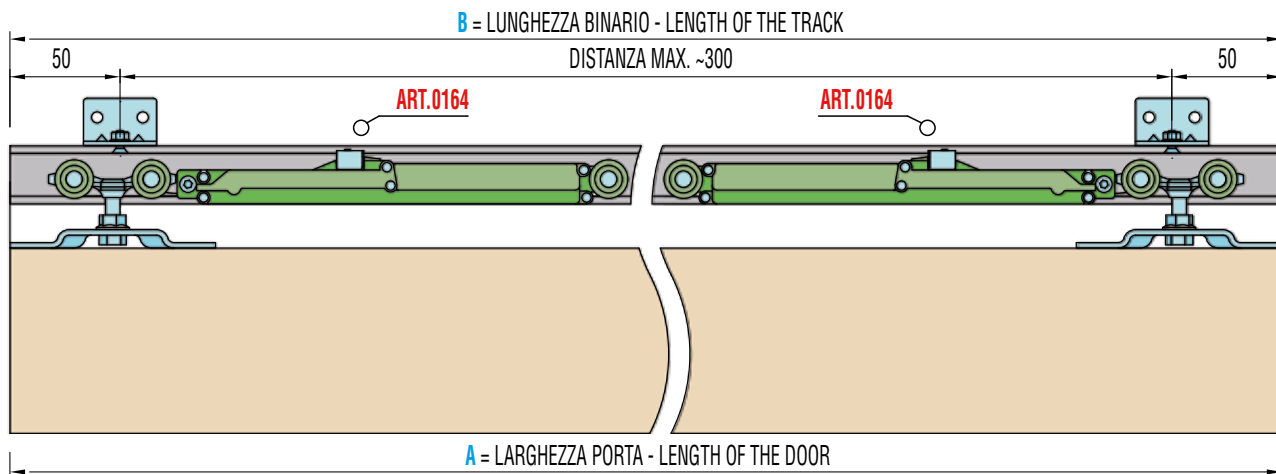 B = LUNGHEZZA BINARIO - LENGTH OF THE TRACK
50 DISTANZA MAX. ~300 50
ART.0164 ART.0164
A = LARGHEZZA PORTA - LENGTH OF THE DOOR